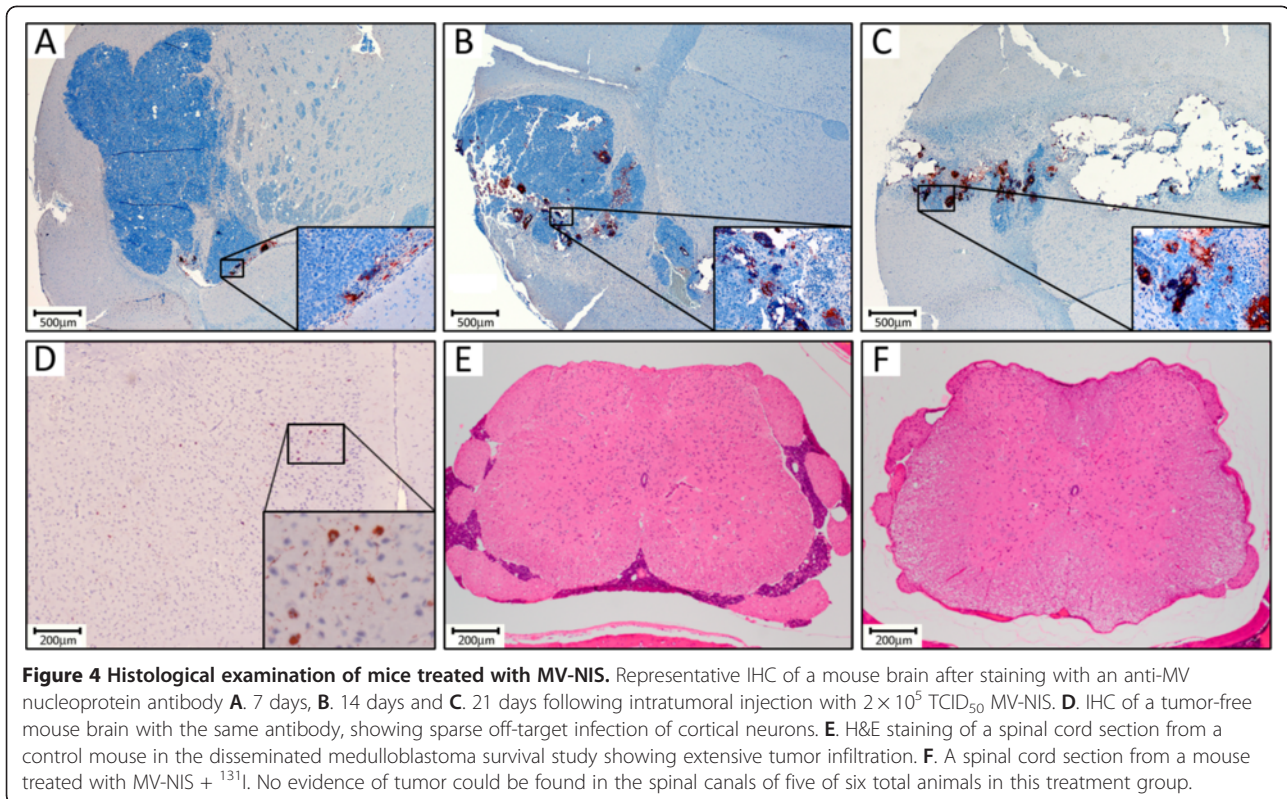 A
B
C
500µm
500µm
500µm
D
E
F
200µm
200µm
200µm
Figure 4 Histological examination of mice treated with MV-NIS. Representative IHC of a mouse brain after staining with an anti-MV
nucleoprotein antibody A. 7 days, B. 14 days and C. 21 days following intratumoral injection with 2 × 10⁵ TCID₅₀ MV-NIS. D. IHC of a tumor-free
mouse brain with the same antibody, showing sparse off-target infection of cortical neurons. E. H&E staining of a spinal cord section from a
control mouse in the disseminated medulloblastoma survival study showing extensive tumor infiltration. F. A spinal cord section from a mouse
treated with MV-NIS + ¹³¹I. No evidence of tumor could be found in the spinal canals of five of six total animals in this treatment group.